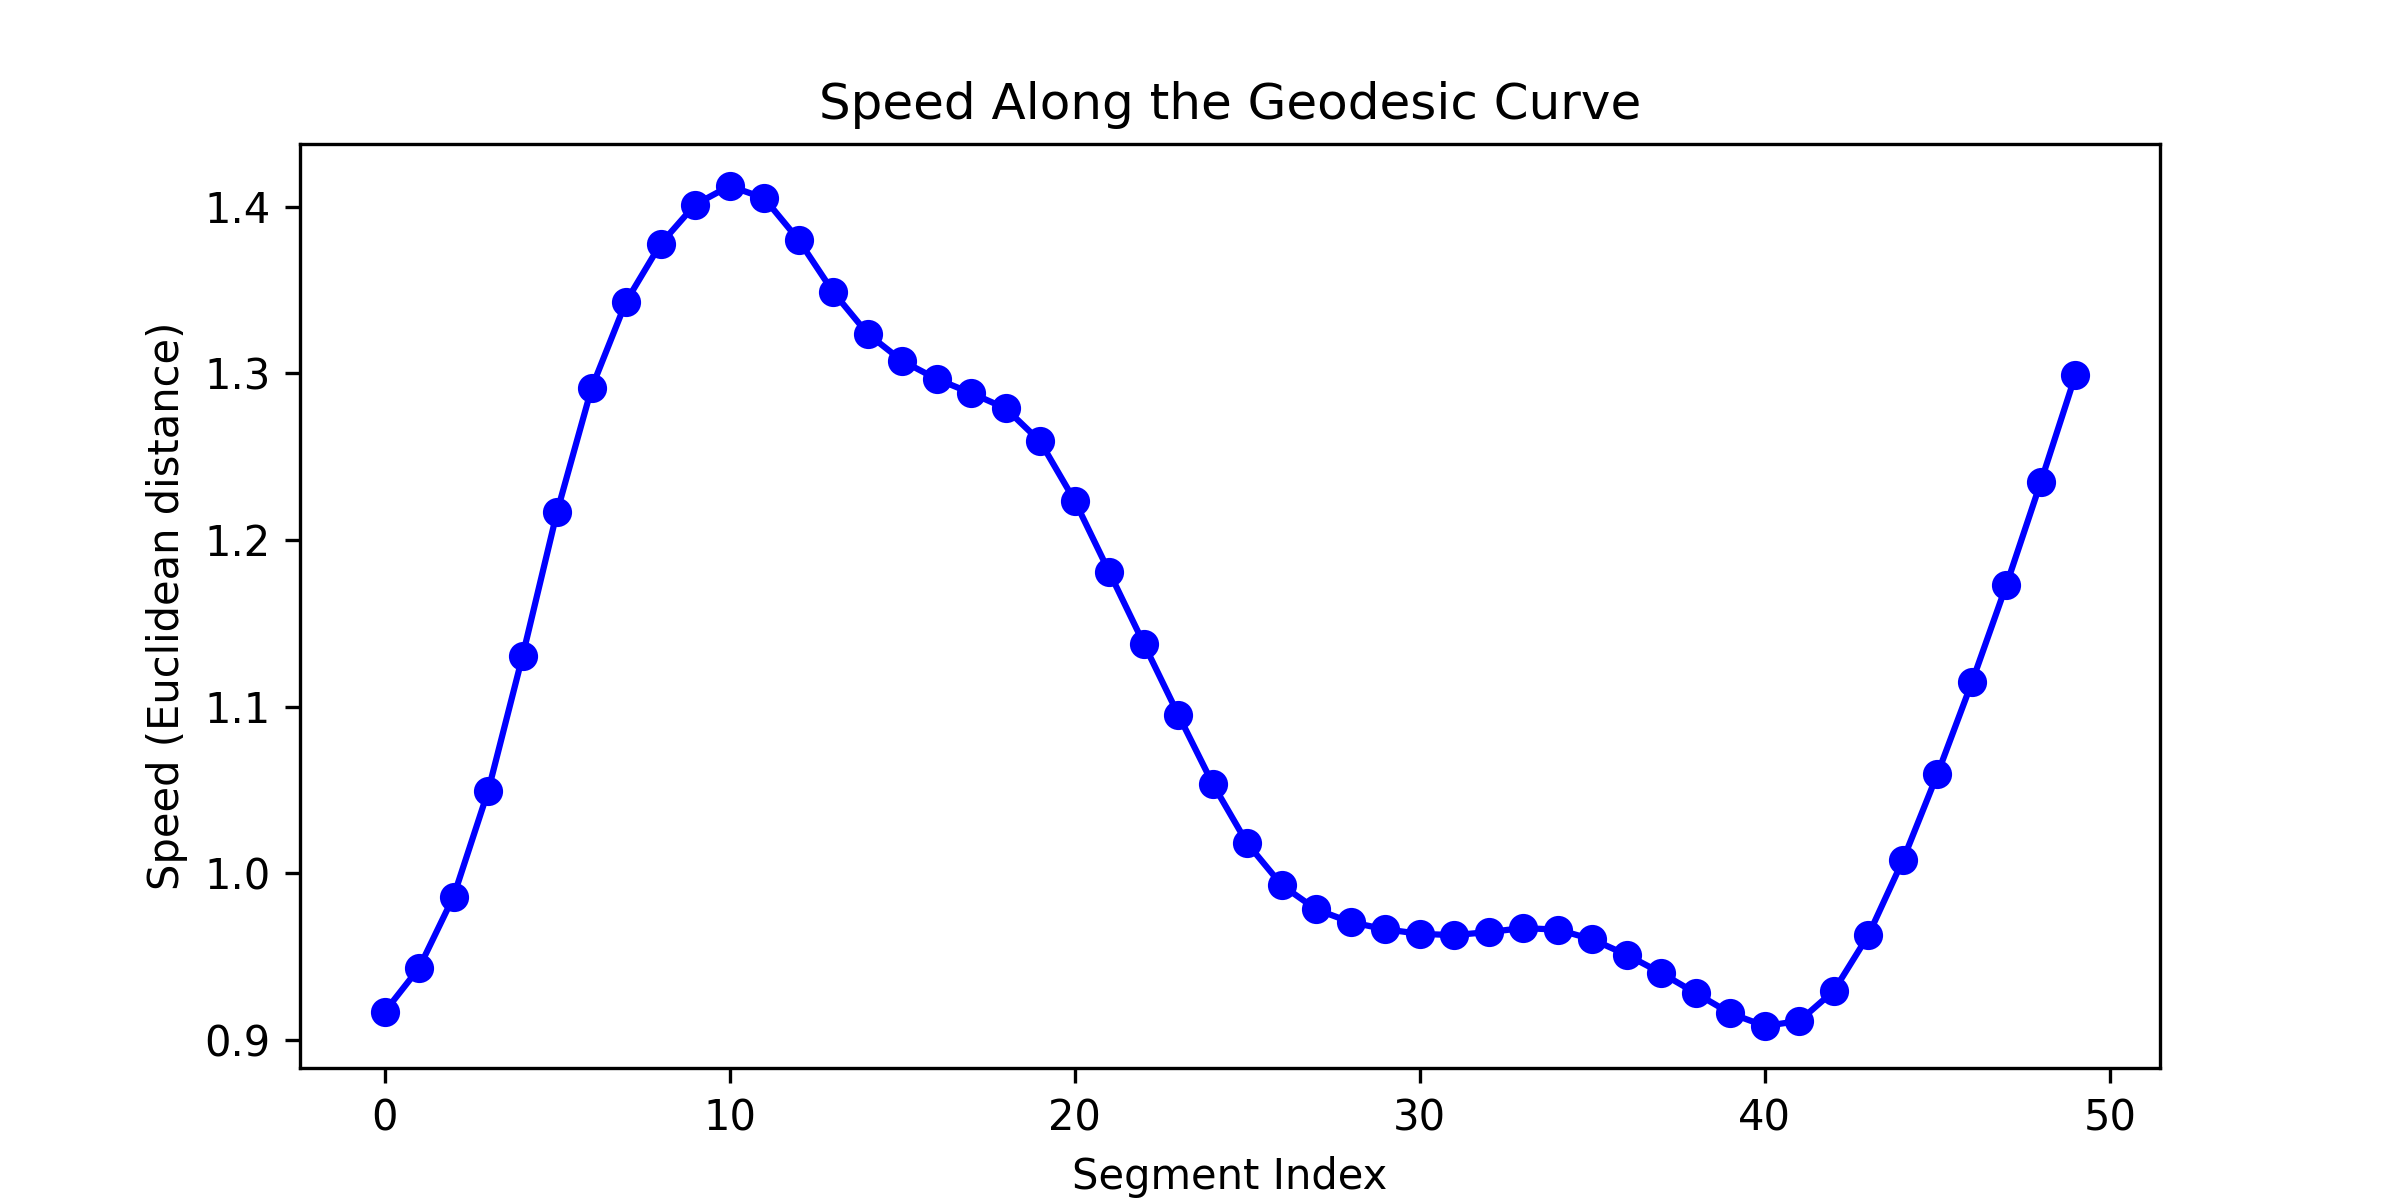 Speed Along the Geodesic Curve
Speed (Euclidean distance)
1.4
1.3
1.2
1.1
1.0
0.9
0 10 20 30 40 50
Segment Index